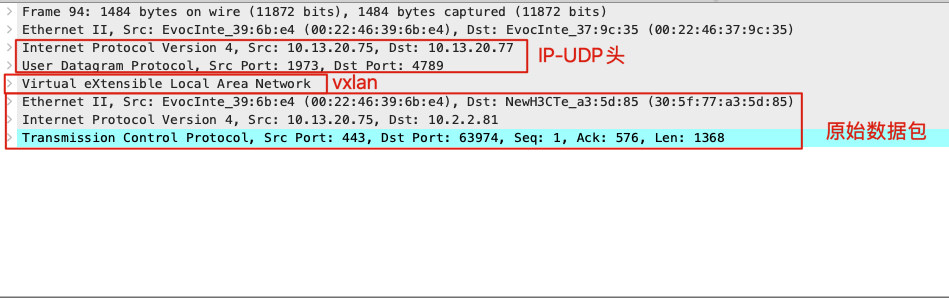 Frame 94: 1484 bytes on wire (11872 bits), 1484 bytes captured (11872 bits)
Ethernet II, Src: EvocInte_39:6b:e4 (00:22:46:39:6b:e4), Dst: EvocInte_37:9c:35 (00:22:46:37:9c:35)
Internet Protocol Version 4, Src: 10.13.20.75, Dst: 10.13.20.77
IP-UDP头
User Datagram Protocol, Src Port: 1973, Dst Port: 4789
Virtual eXtensible Local Area Network vxlan
Ethernet II, Src: EvocInte_39:6b:e4 (00:22:46:39:6b:e4), Dst: NewH3CTe_a3:5d:85 (30:5f:77:a3:5d:85)
Internet Protocol Version 4, Src: 10.13.20.75, Dst: 10.2.2.81
Transmission Control Protocol, Src Port: 443, Dst Port: 63974, Seq: 1, Ack: 576, Len: 1368
原始数据包